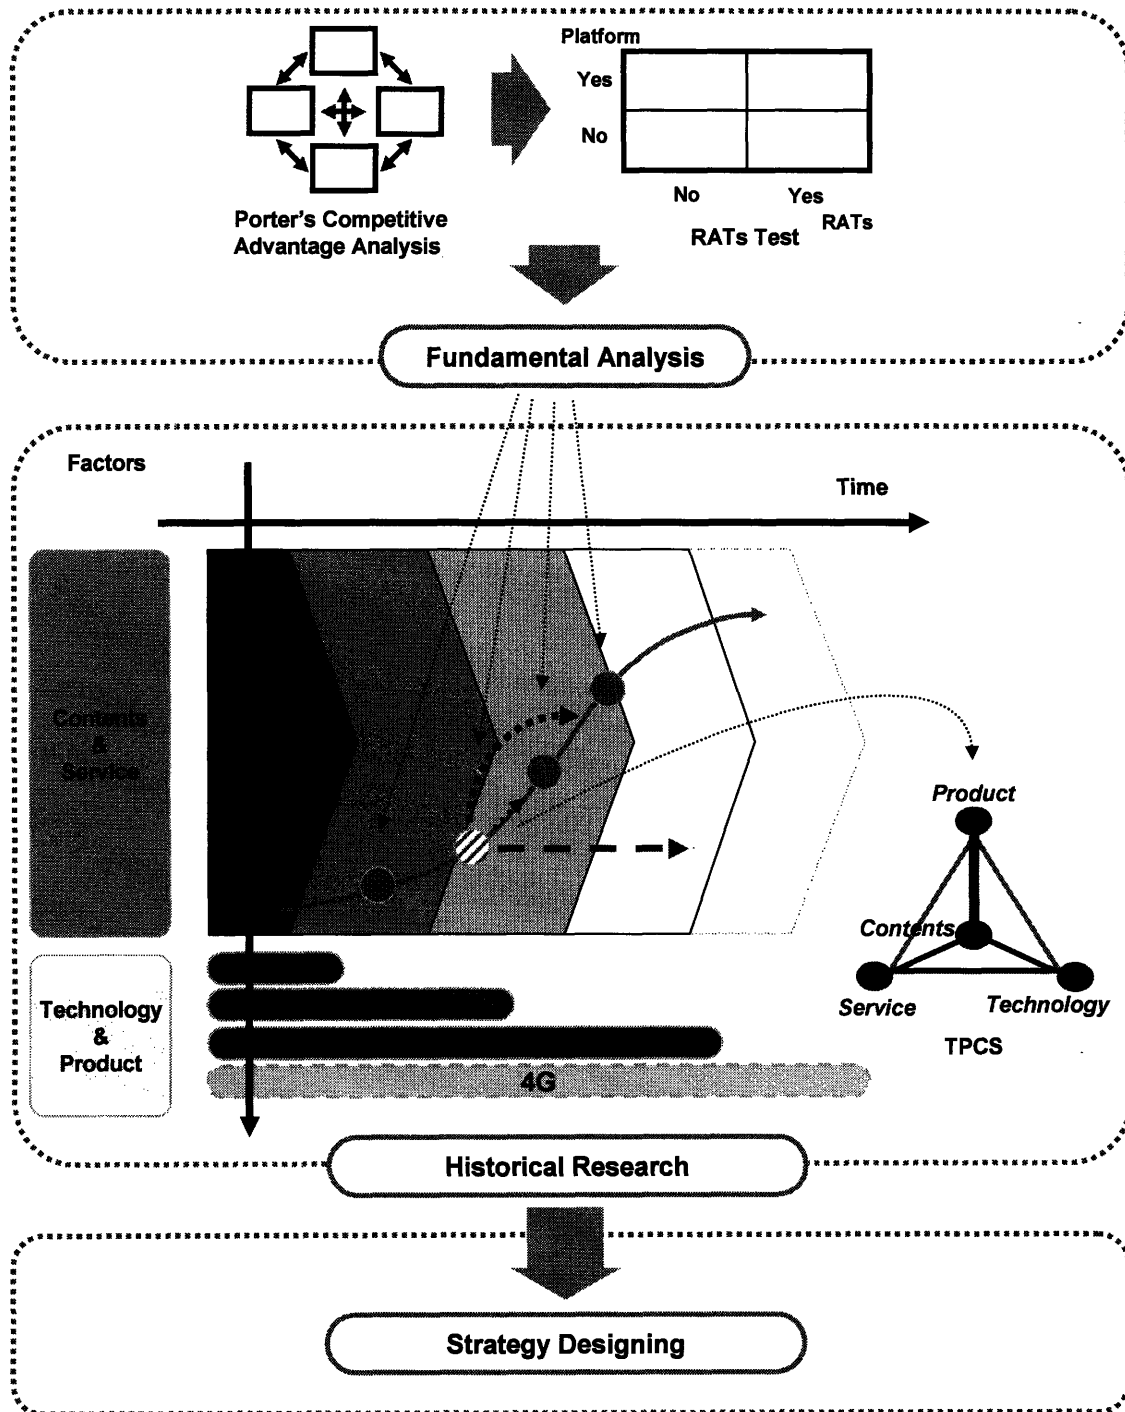 Platform
Yes
No
No
Yes
RATs
RATs Test
Porter's Competitive
Advantage Analysis
Fundamental Analysis
Factors
Time
Contents
&
Service
Product
Contents
Service
Technology
TPCS
Technology
&
Product
4G
Historical Research
Strategy Designing